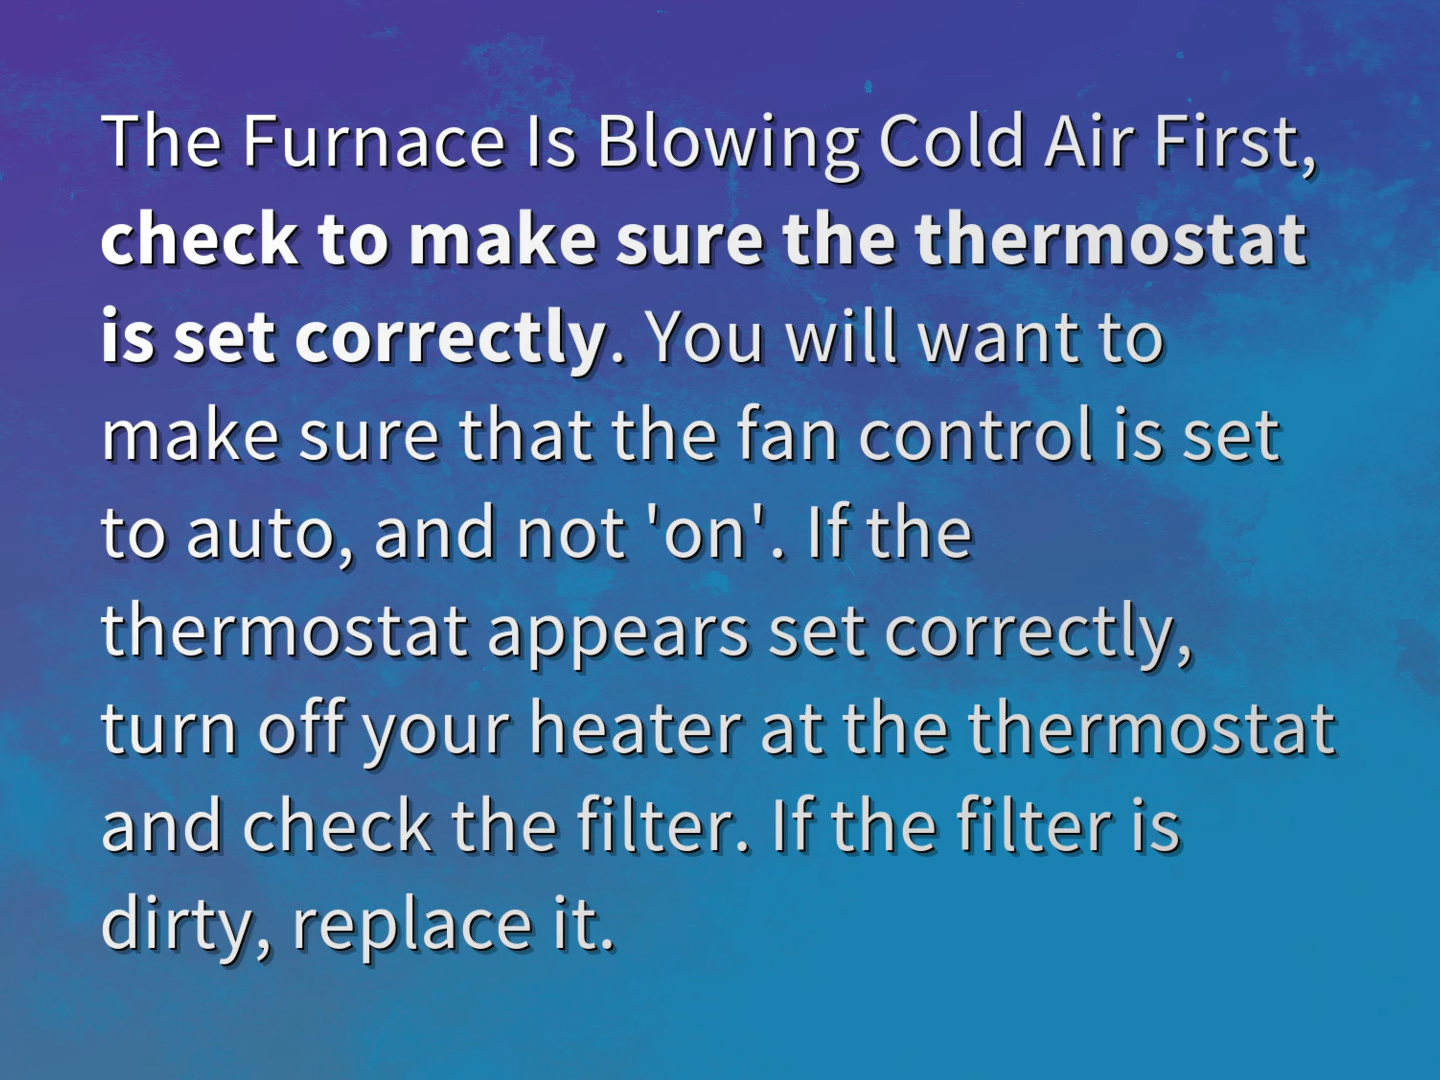 The Furnace Is Blowing Cold Air First,
check to make sure the thermostat
is set correctly. You will want to
make sure that the fan control is set
to auto, and not 'on'. If the
thermostat appears set correctly,
turn off your heater at the thermostat
and check the filter. If the filter is
dirty, replace it.